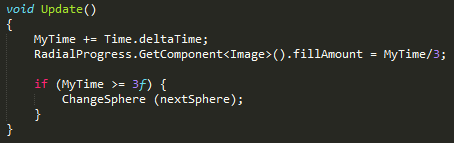 void Update()
{
    MyTime += Time.deltaTime;
    RadialProgress.GetComponent<Image>().fillAmount = MyTime/3;
    if (MyTime >= 3f) {
        ChangeSphere (nextSphere);
    }
}